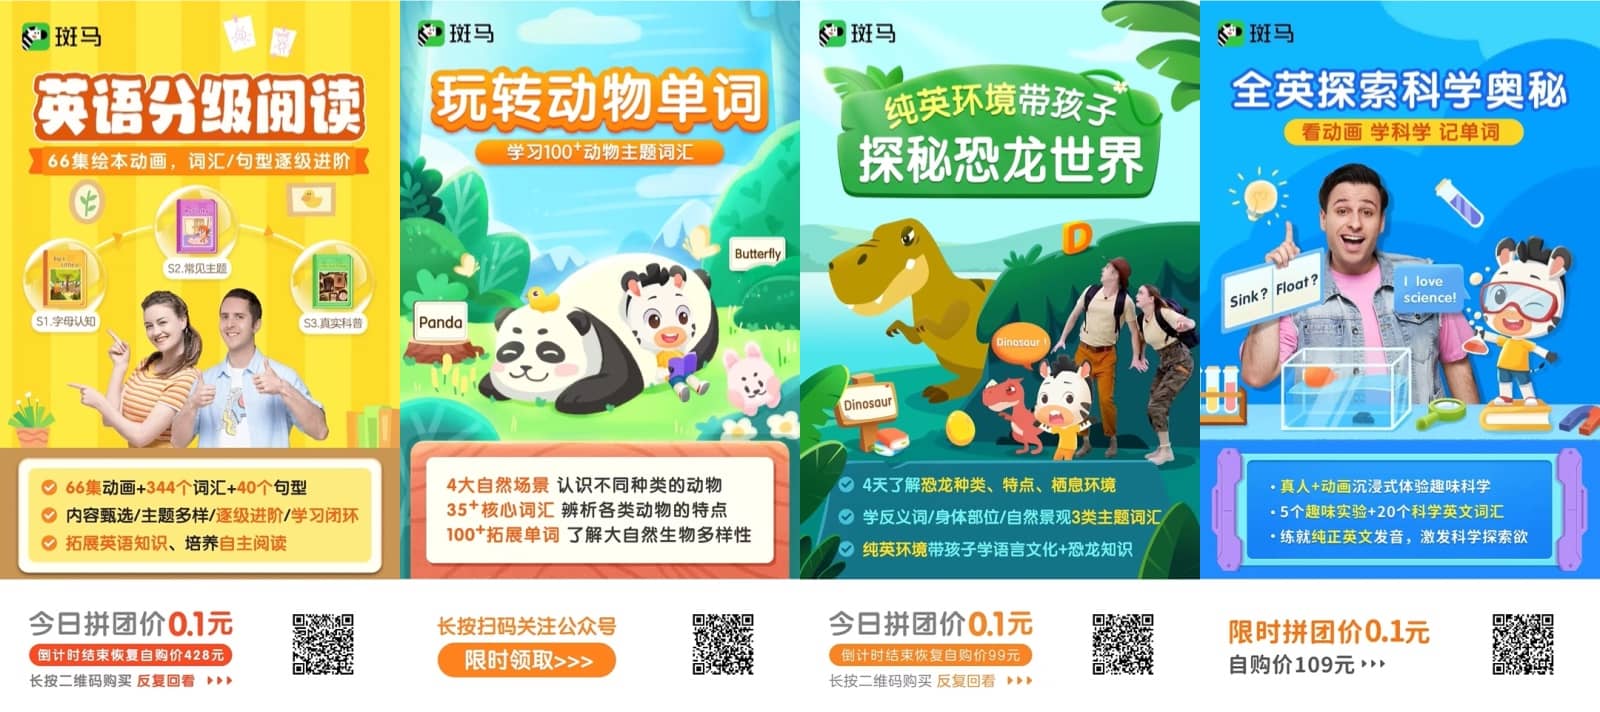 斑马
英语分级阅读
66集绘本动画，词汇/句型逐级进阶
S2.常见主题
S1.字母认知
S3.真实科普
66集动画+344个词汇+40个句型
内容甄选/主题多样/逐级进阶/学习闭环
拓展英语知识、培养自主阅读
今日拼团价0.1元
倒计时结束恢复自购价428元
长按二维码购买 反复回看
斑马
玩转动物单词
学习100+动物主题词汇
Butterfly
Panda
4大自然场景 认识不同种类的动物
35+核心词汇 辨析各类动物的特点
100+拓展单词 了解大自然生物多样性
长按扫码关注公众号
限时领取>>>
斑马
纯英环境带孩子
探秘恐龙世界
D
Dinosaur !
Dinosaur
4天了解恐龙种类、特点、栖息环境
学反义词/身体部位/自然景观3类主题词汇
纯英环境带孩子学语言文化+恐龙知识
今日拼团价0.1元
倒计时结束恢复自购价99元
长按二维码购买 反复回看
斑马
全英探索科学奥秘
看动画 学科学 记单词
Sink? Float?
I love
science!
· 真人+动画沉浸式体验趣味科学
· 5个趣味实验+20个科学英文词汇
· 练就纯正英文发音，激发科学探索欲
限时拼团价0.1元
自购价109元